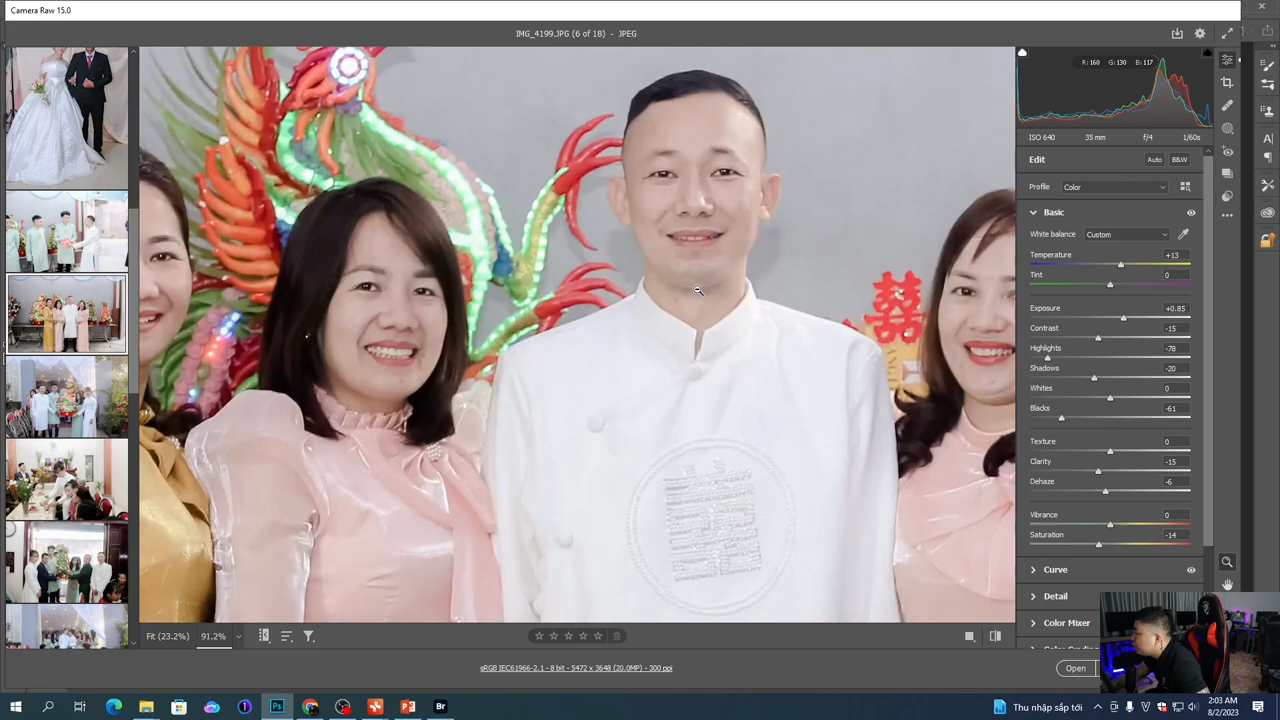 Camera Raw 15.0
IMG_4199.JPG (6 of 18) - JPEG
R: 160 G: 130 B: 117
ISO 640 35 mm f/4 1/60s
Edit Auto B&W
Profile Color
Basic
White balance Custom
Temperature +13
Tint 0
Exposure +0.85
Contrast -15
Highlights -78
Shadows -20
Whites 0
Blacks -61
Texture 0
Clarity -15
Dehaze -6
Vibrance 0
Saturation -14
Curve
Detail
Color Mixer
Fit (23.2%) 91.2%
sRGB IEC61966-2.1 - 8 bit - 5472 x 3648 (20.0MP) - 300 ppi
Open
Ps
Br
Thu nhập sắp tới
2:03 AM
8/2/2023